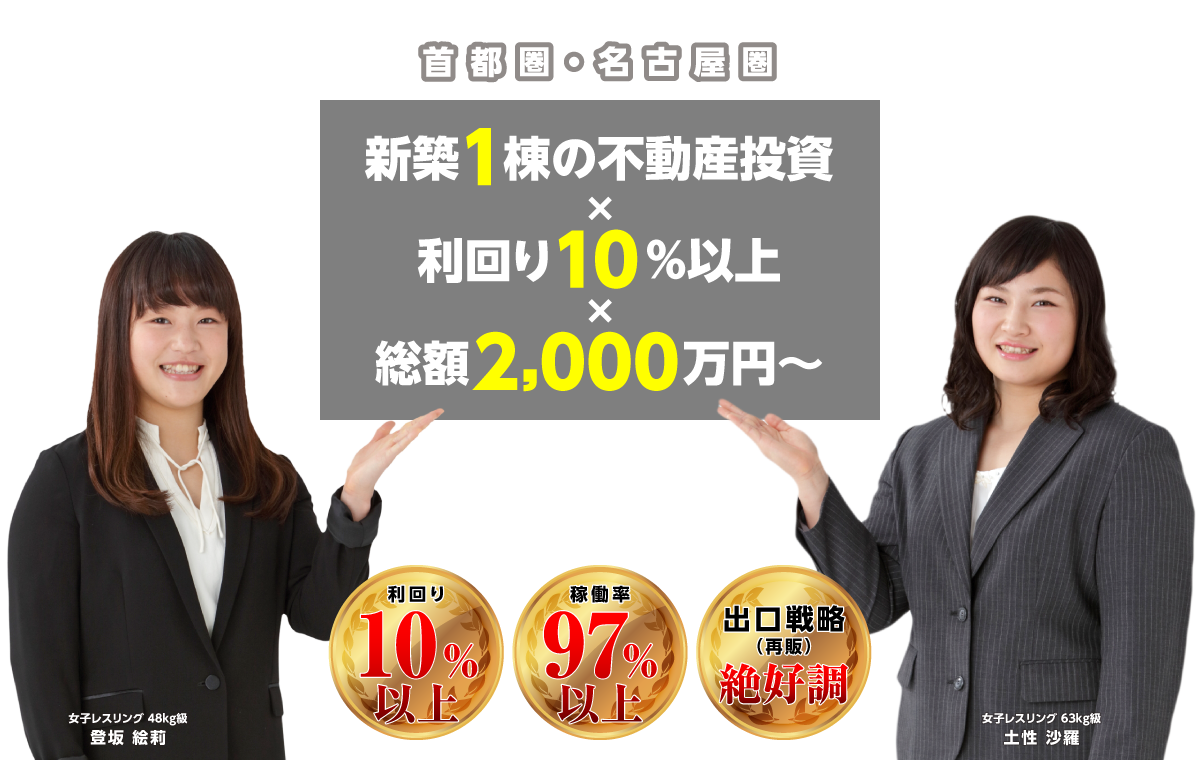 首都圏・名古屋圏
新築1棟の不動産投資
×
利回り10%以上
×
総額2,000万円～
利回り
10%
以上
稼働率
97%
以上
出口戦略
(再販)
絶好調
女子レスリング 48kg級
登坂 絵莉
女子レスリング 63kg級
土性 沙羅